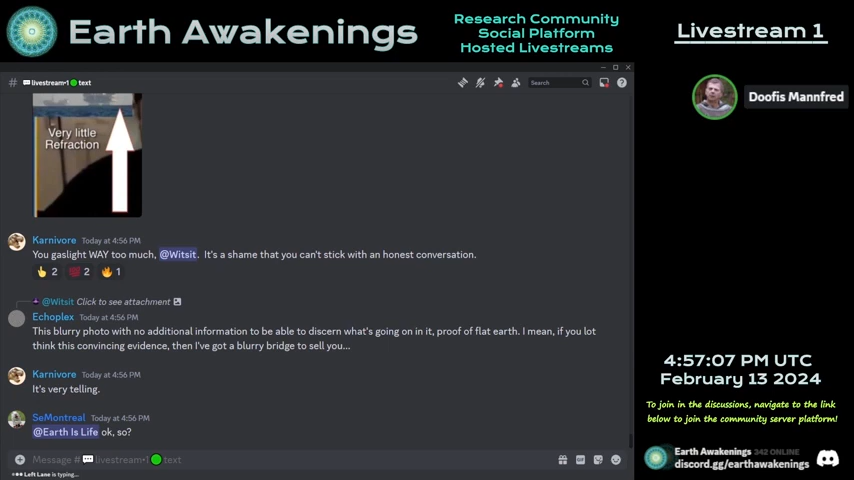 Earth Awakenings
Research Community
Social Platform
Hosted Livestreams
Livestream 1
# livestream•1 text
Search
Doofis Mannfred
Very little
Refraction
Karnivore Today at 4:56 PM
You gaslight WAY too much, @Witsit. It's a shame that you can't stick with an honest conversation.
2 2 1
@Witsit Click to see attachment
Echoplex Today at 4:56 PM
This blurry photo with no additional information to be able to discern what's going on in it, proof of flat earth. I mean, if you lot
think this convincing evidence, then I've got a blurry bridge to sell you...
Karnivore Today at 4:56 PM
It's very telling.
SeMontreal Today at 4:56 PM
@Earth Is Life ok, so?
Message # livestream•1 text
GIF
Left Lane is typing...
4:57:07 PM UTC
February 13 2024
To join in the discussions, navigate to the link
below to join the community server platform!
Earth Awakenings 342 ONLINE
discord.gg/earthawakenings